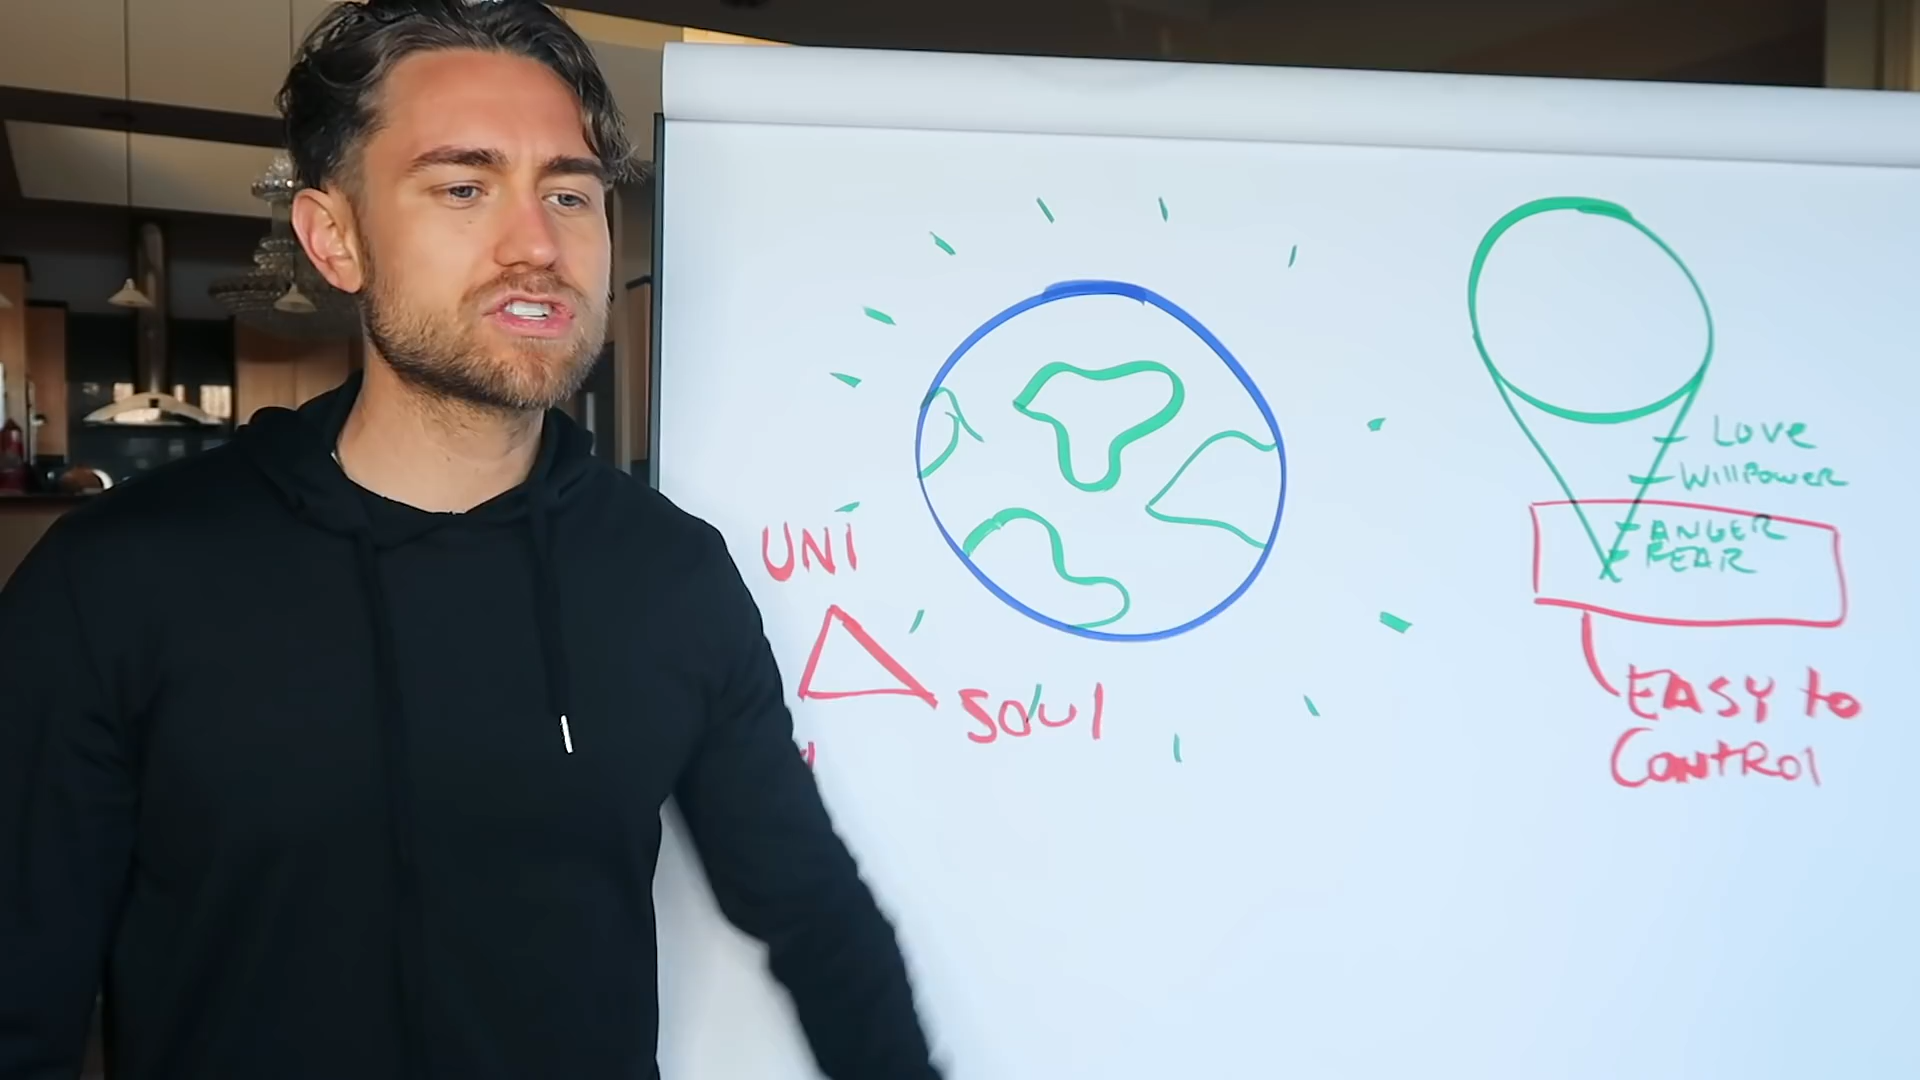 UNI
SOUL
Love
Willpower
ANGER
FEAR
EASY to
CONTROl